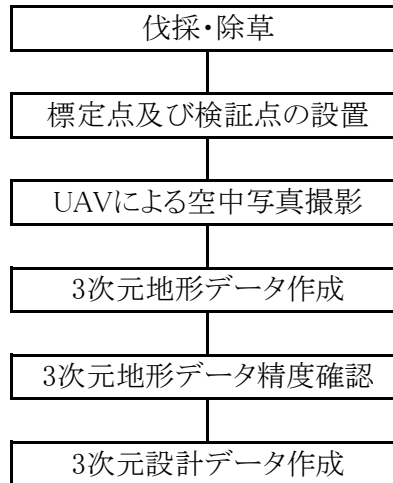 伐採・除草
標定点及び検証点の設置
UAVによる空中写真撮影
3次元地形データ作成
3次元地形データ精度確認
3次元設計データ作成